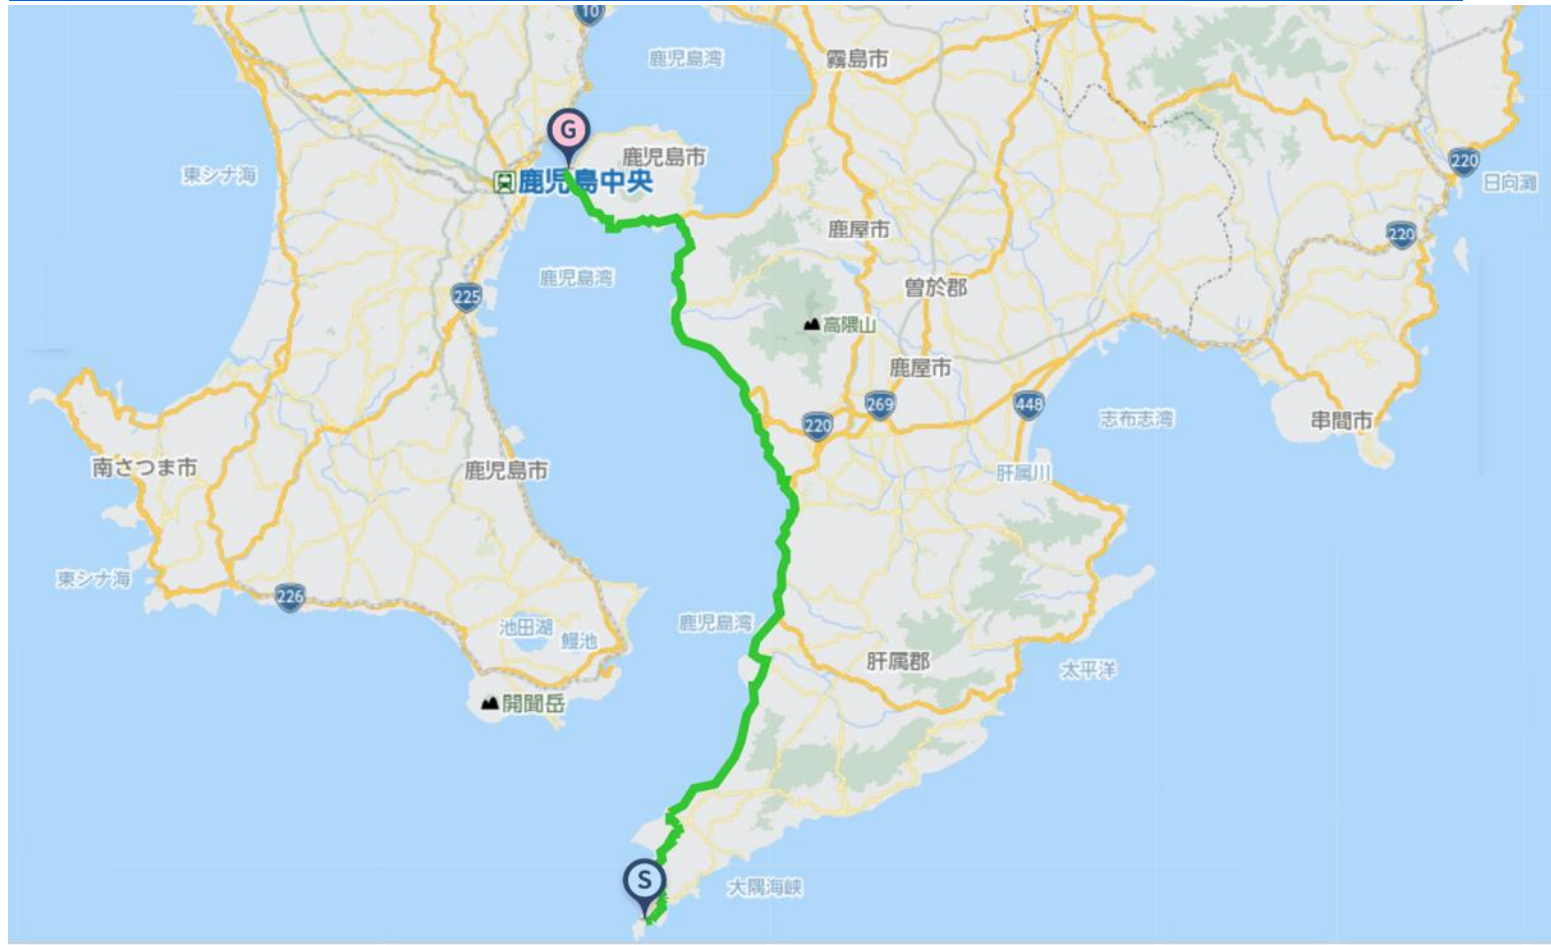 10
鹿児島湾
霧島市
G
鹿児島市
220
東シナ海
鹿児島中央
日向灘
鹿屋市
220
鹿児島湾
曽於郡
225
高隈山
鹿屋市
269
448
220
志布志湾
串間市
南さつま市
鹿児島市
肝属川
東シナ海
226
鹿児島湾
池田湖
鰻池
肝属郡
太平洋
開聞岳
S
大隅海峡